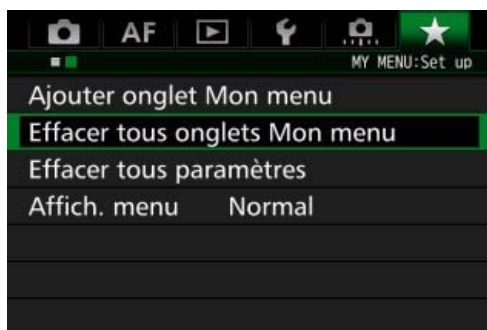 AF
MY MENU:Set up
Ajouter onglet Mon menu
Effacer tous onglets Mon menu
Effacer tous paramètres
Affich. menu Normal